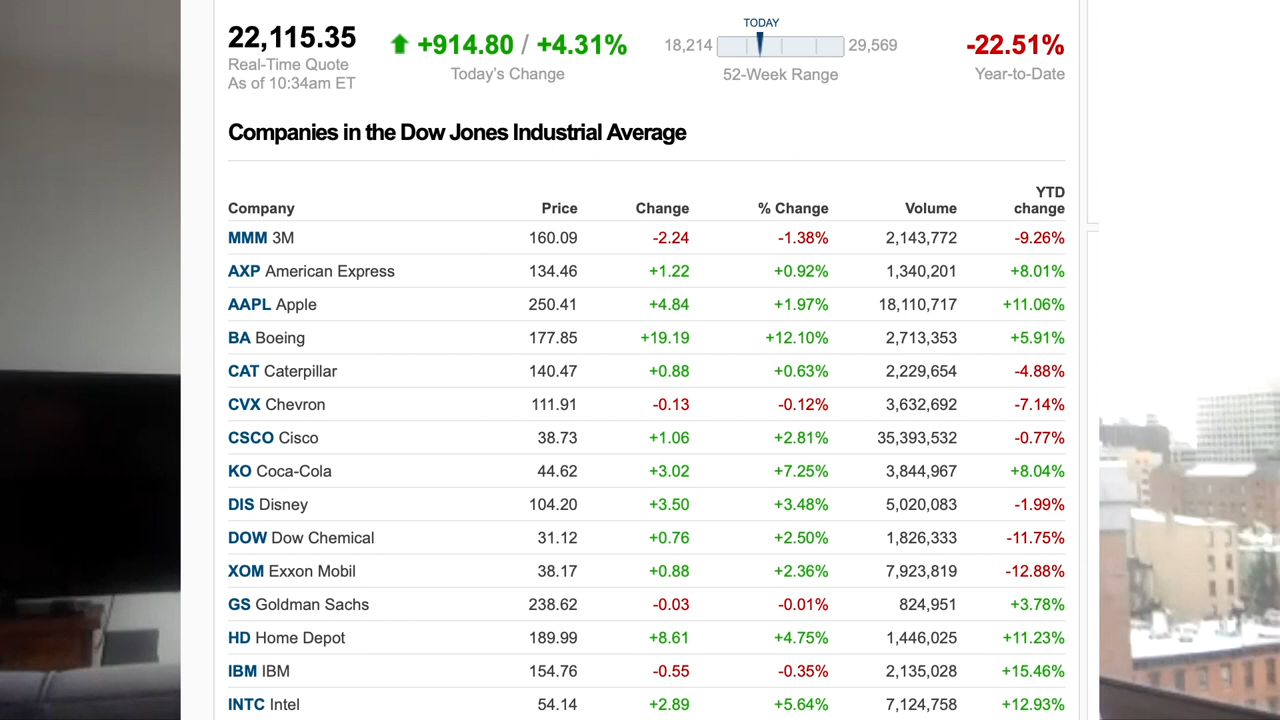 TODAY
22,115.35 +914.80 / +4.31% 18,214 29,569 -22.51%
Real-Time Quote Today's Change 52-Week Range Year-to-Date
As of 10:34am ET
Companies in the Dow Jones Industrial Average
YTD
Company Price Change % Change Volume change
MMM 3M 160.09 -2.24 -1.38% 2,143,772 -9.26%
AXP American Express 134.46 +1.22 +0.92% 1,340,201 +8.01%
AAPL Apple 250.41 +4.84 +1.97% 18,110,717 +11.06%
BA Boeing 177.85 +19.19 +12.10% 2,713,353 +5.91%
CAT Caterpillar 140.47 +0.88 +0.63% 2,229,654 -4.88%
CVX Chevron 111.91 -0.13 -0.12% 3,632,692 -7.14%
CSCO Cisco 38.73 +1.06 +2.81% 35,393,532 -0.77%
KO Coca-Cola 44.62 +3.02 +7.25% 3,844,967 +8.04%
DIS Disney 104.20 +3.50 +3.48% 5,020,083 -1.99%
DOW Dow Chemical 31.12 +0.76 +2.50% 1,826,333 -11.75%
XOM Exxon Mobil 38.17 +0.88 +2.36% 7,923,819 -12.88%
GS Goldman Sachs 238.62 -0.03 -0.01% 824,951 +3.78%
HD Home Depot 189.99 +8.61 +4.75% 1,446,025 +11.23%
IBM IBM 154.76 -0.55 -0.35% 2,135,028 +15.46%
INTC Intel 54.14 +2.89 +5.64% 7,124,758 +12.93%